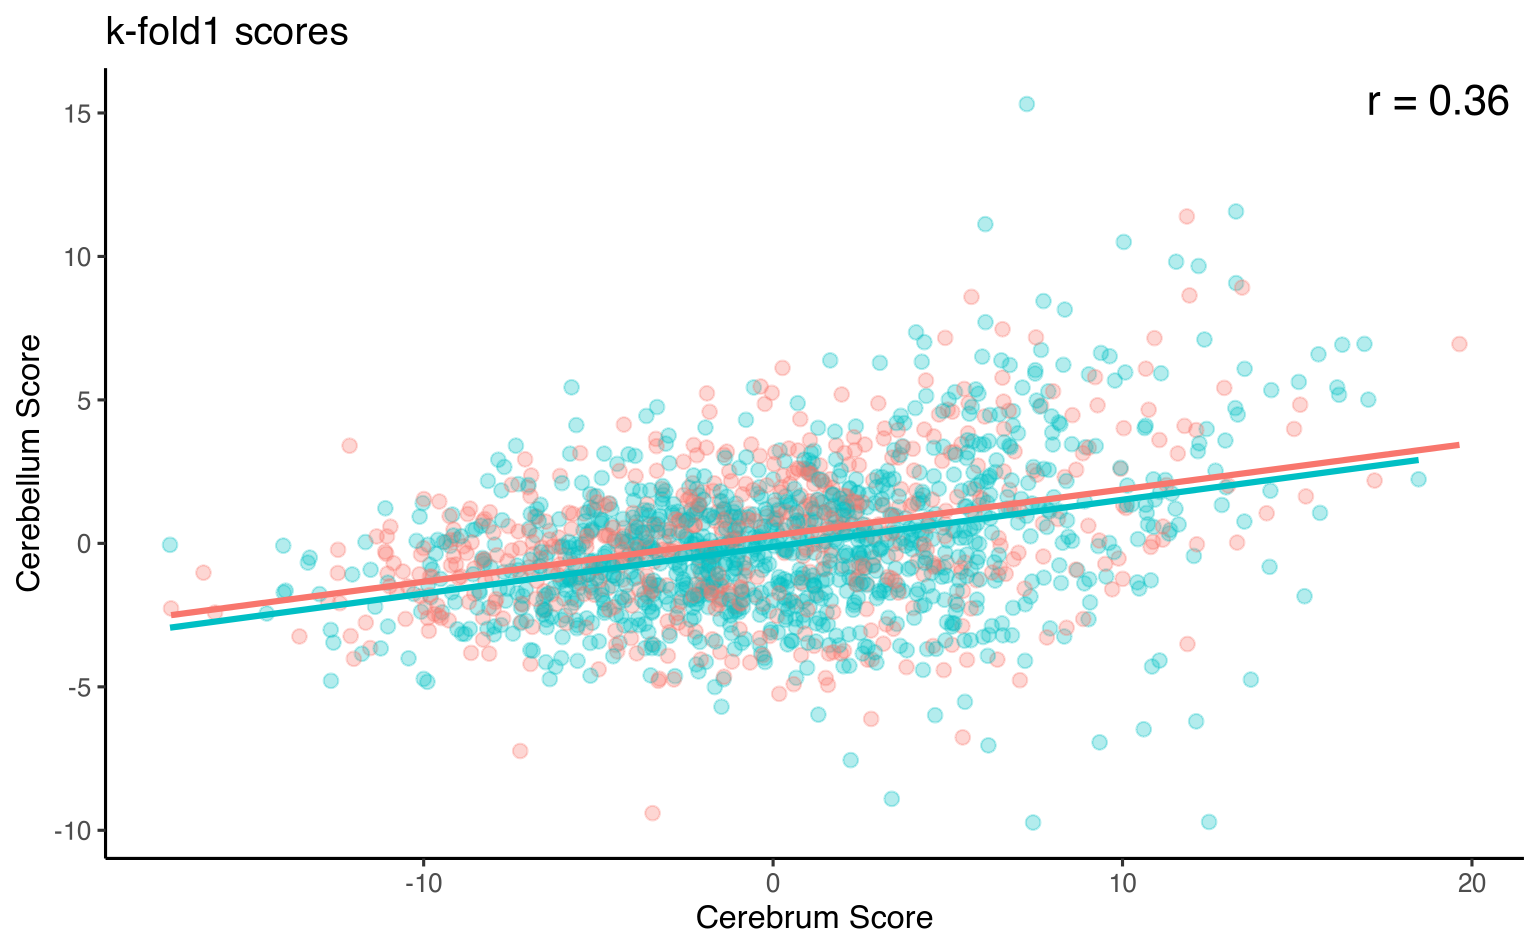 k-fold1 scores
r = 0.36
15
10
5
0
-5
-10
Cerebellum Score
-10
0
10
20
Cerebrum Score